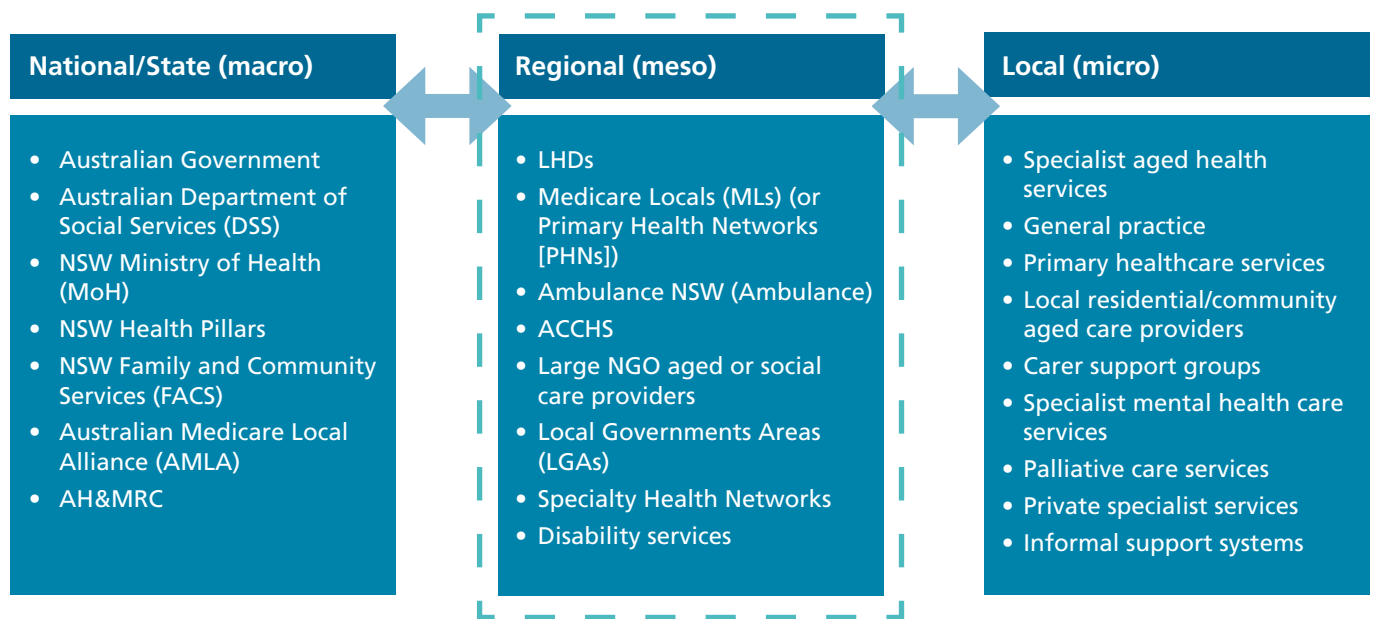 National/State (macro)
• Australian Government
• Australian Department of
Social Services (DSS)
• NSW Ministry of Health
(MoH)
• NSW Health Pillars
• NSW Family and Community
Services (FACS)
• Australian Medicare Local
Alliance (AMLA)
• AH&MRC
Regional (meso)
• LHDs
• Medicare Locals (MLs) (or
Primary Health Networks
[PHNs])
• Ambulance NSW (Ambulance)
• ACCHS
• Large NGO aged or social
care providers
• Local Governments Areas
(LGAs)
• Specialty Health Networks
• Disability services
Local (micro)
• Specialist aged health
services
• General practice
• Primary healthcare services
• Local residential/community
aged care providers
• Carer support groups
• Specialist mental health care
services
• Palliative care services
• Private specialist services
• Informal support systems